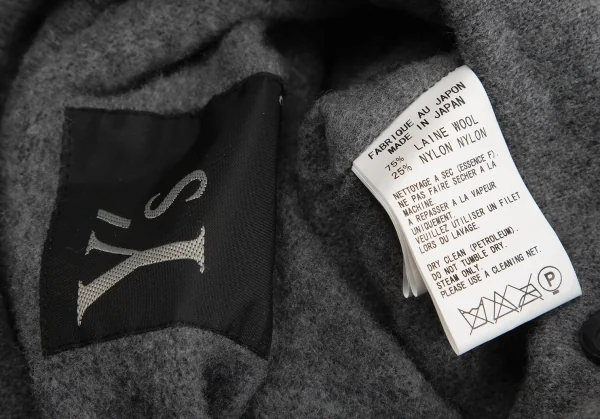 Y's
FABRIQUE AU JAPON
MADE IN JAPAN
75% LAINE WOOL
25% NYLON NYLON
NETTOYAGE A SEC (ESSENCE F).
NE PAS FAIRE SECHER A LA
MACHINE.
A REPASSER A LA VAPEUR
UNIQUEMENT.
VEUILLEZ UTILISER UN FILET
LORS DU LAVAGE.
DRY CLEAN (PETROLEUM).
DO NOT TUMBLE DRY.
STEAM ONLY.
PLEASE USE A CLEANING NET.
P